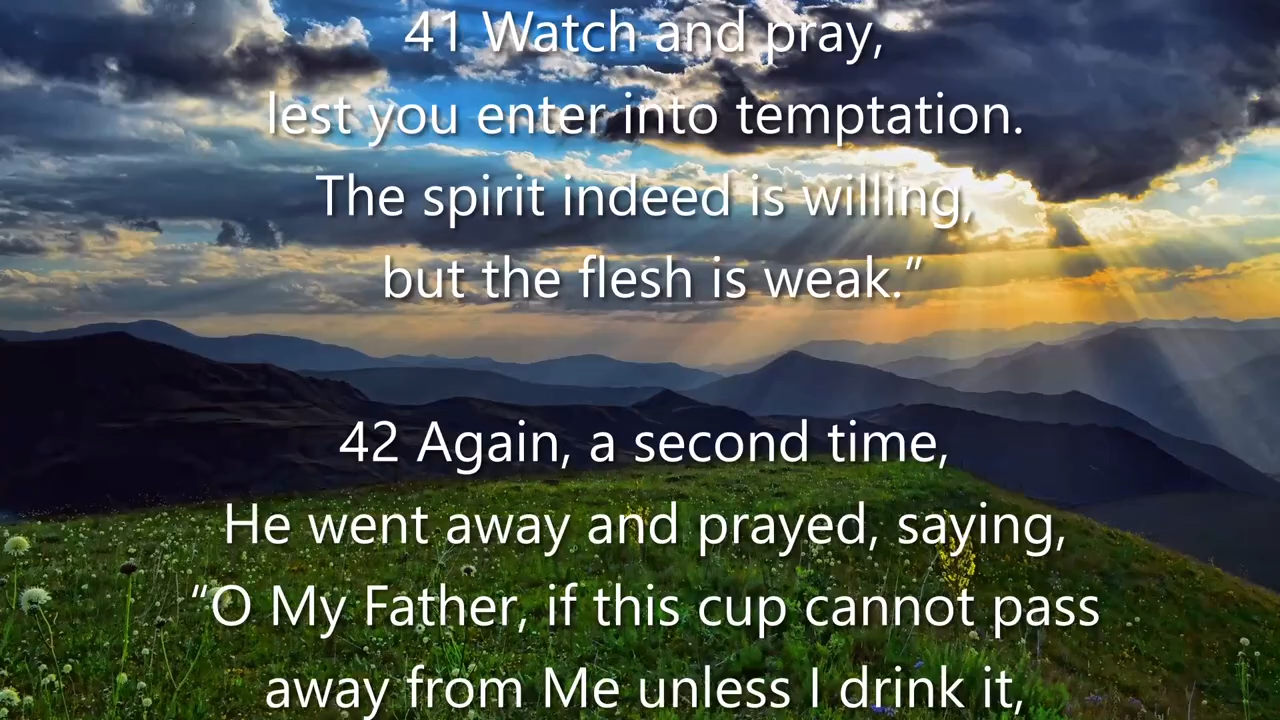 41 Watch and pray,
lest you enter into temptation.
The spirit indeed is willing,
but the flesh is weak.”
42 Again, a second time,
He went away and prayed, saying,
“O My Father, if this cup cannot pass
away from Me unless I drink it,